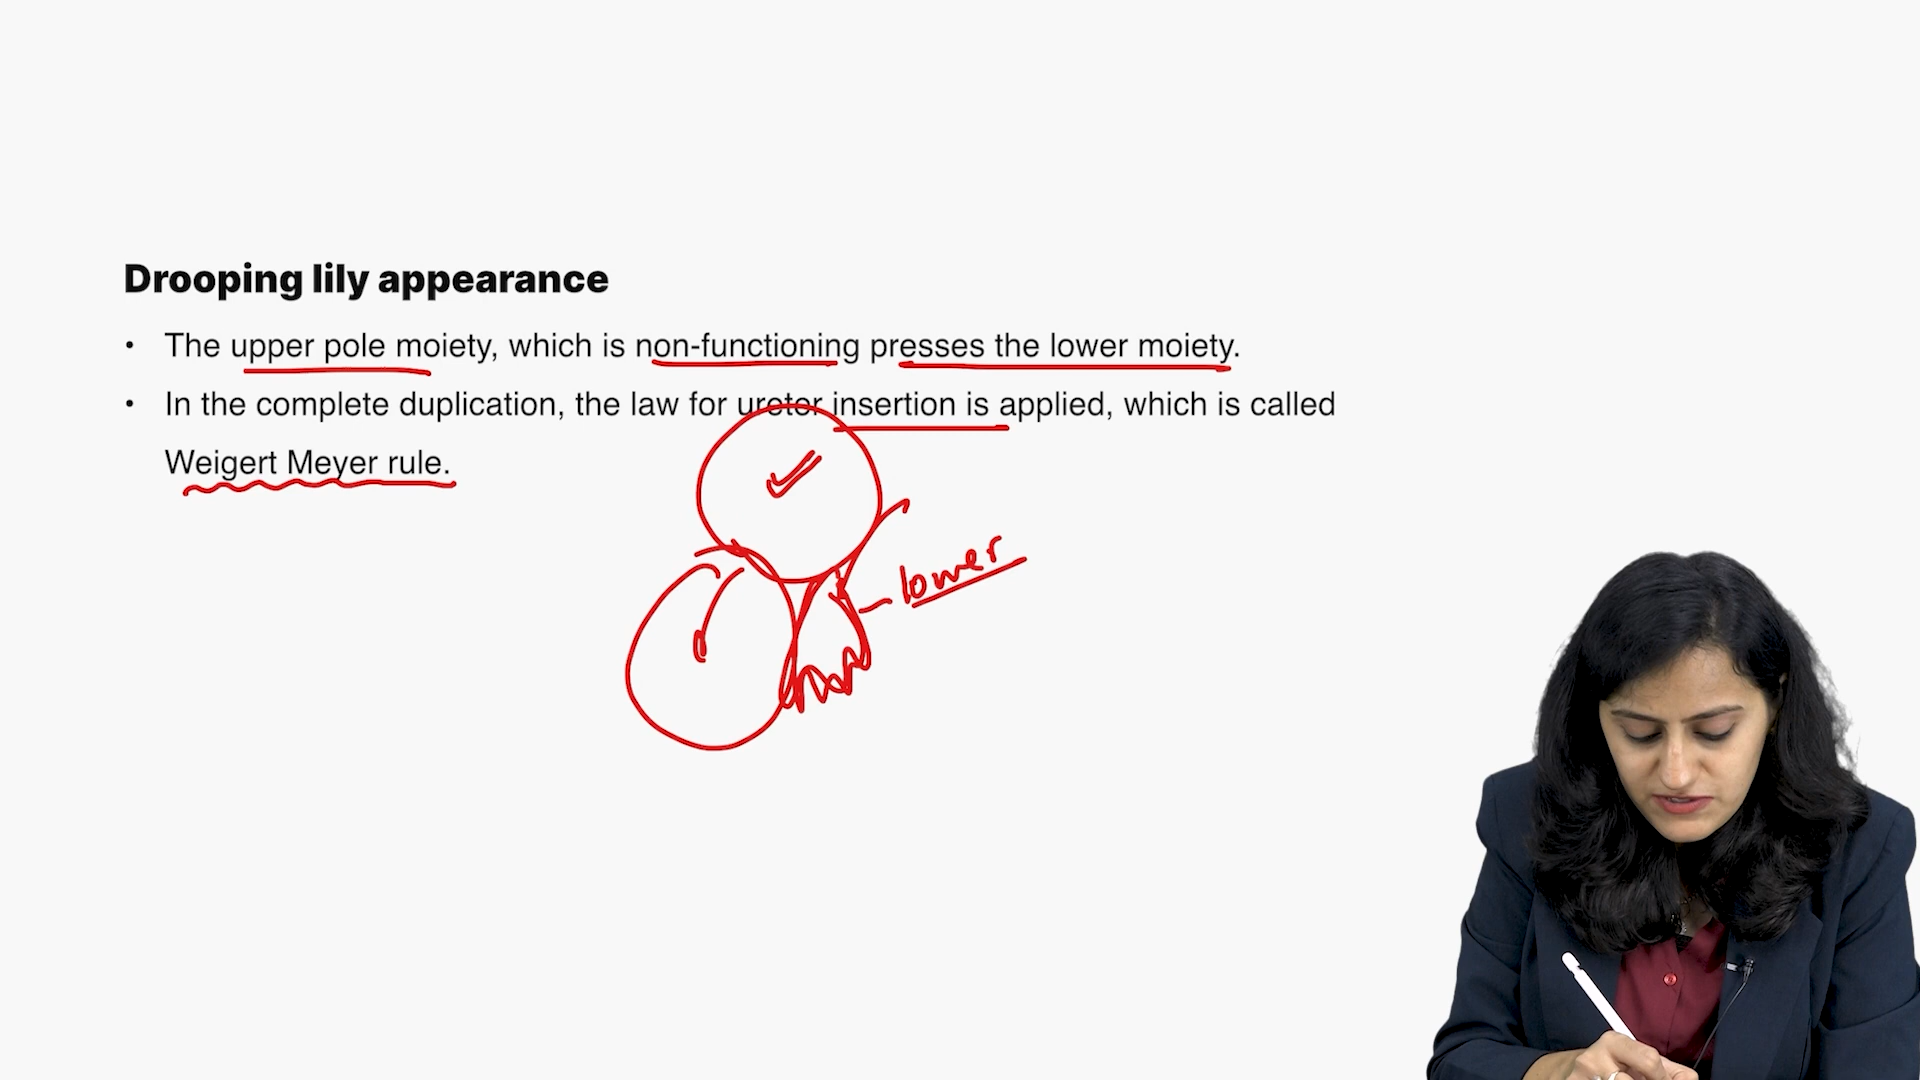 Drooping lily appearance
• The upper pole moiety, which is non-functioning presses the lower moiety.
• In the complete duplication, the law for ureter insertion is applied, which is called
Weigert Meyer rule.
lower